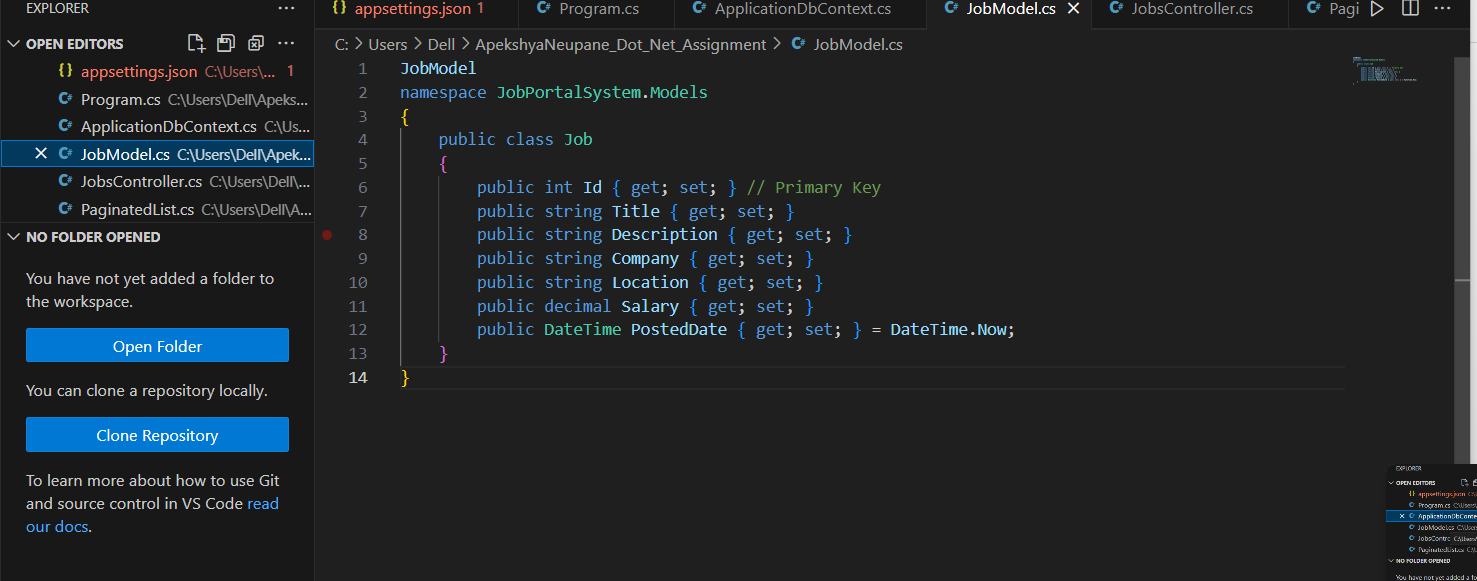 EXPLORER ...
OPEN EDITORS ...
{} appsettings.json C:\Users\... 1
C# Program.cs C:\Users\Dell\Apeks...
C# ApplicationDbContext.cs C:\Us...
× C# JobModel.cs C:\Users\Dell\Apek...
C# JobsController.cs C:\Users\Dell\...
C# PaginatedList.cs C:\Users\Dell\A...
NO FOLDER OPENED
You have not yet added a folder to
the workspace.
Open Folder
You can clone a repository locally.
Clone Repository
To learn more about how to use Git
and source control in VS Code read
our docs.
{} appsettings.json 1 C# Program.cs C# ApplicationDbContext.cs C# JobModel.cs × C# JobsController.cs C# Pagi ...
C: > Users > Dell > ApekshyaNeupane_Dot_Net_Assignment > C# JobModel.cs
1 JobModel
2 namespace JobPortalSystem.Models
3 {
4 public class Job
5 {
6 public int Id { get; set; } // Primary Key
7 public string Title { get; set; }
8 public string Description { get; set; }
9 public string Company { get; set; }
10 public string Location { get; set; }
11 public decimal Salary { get; set; }
12 public DateTime PostedDate { get; set; } = DateTime.Now;
13 }
14 }
EXPLORER
OPEN EDITORS
{} appsettings.json
Program.cs C:\Users
× ApplicationDbConte
JobModel.cs C:\User
JobsContrc C:\Users
PaginatedList.cs C:\U
NO FOLDER OPENED
You have not yet added a fo